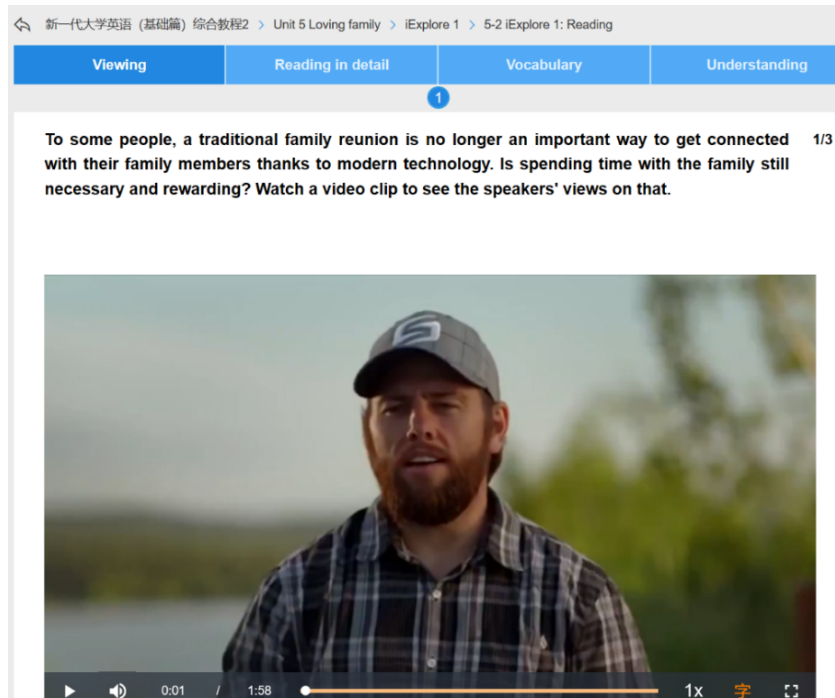 新一代大学英语（基础篇）综合教程2 > Unit 5 Loving family > iExplore 1 > 5-2 iExplore 1: Reading
Viewing Reading in detail Vocabulary Understanding
1
To some people, a traditional family reunion is no longer an important way to get connected 1/3
with their family members thanks to modern technology. Is spending time with the family still
necessary and rewarding? Watch a video clip to see the speakers' views on that.
0:01 / 1:58 1x 字